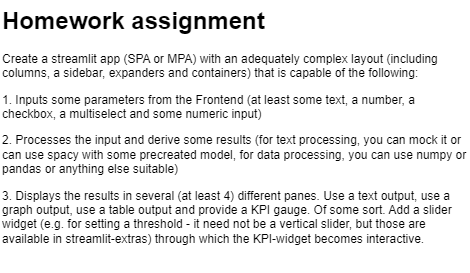 Homework assignment
Create a streamlit app (SPA or MPA) with an adequately complex layout (including
columns, a sidebar, expanders and containers) that is capable of the following:
1. Inputs some parameters from the Frontend (at least some text, a number, a
checkbox, a multiselect and some numeric input)
2. Processes the input and derive some results (for text processing, you can mock it or
can use spacy with some precreated model, for data processing, you can use numpy or
pandas or anything else suitable)
3. Displays the results in several (at least 4) different panes. Use a text output, use a
graph output, use a table output and provide a KPI gauge. Of some sort. Add a slider
widget (e.g. for setting a threshold - it need not be a vertical slider, but those are
available in streamlit-extras) through which the KPI-widget becomes interactive.